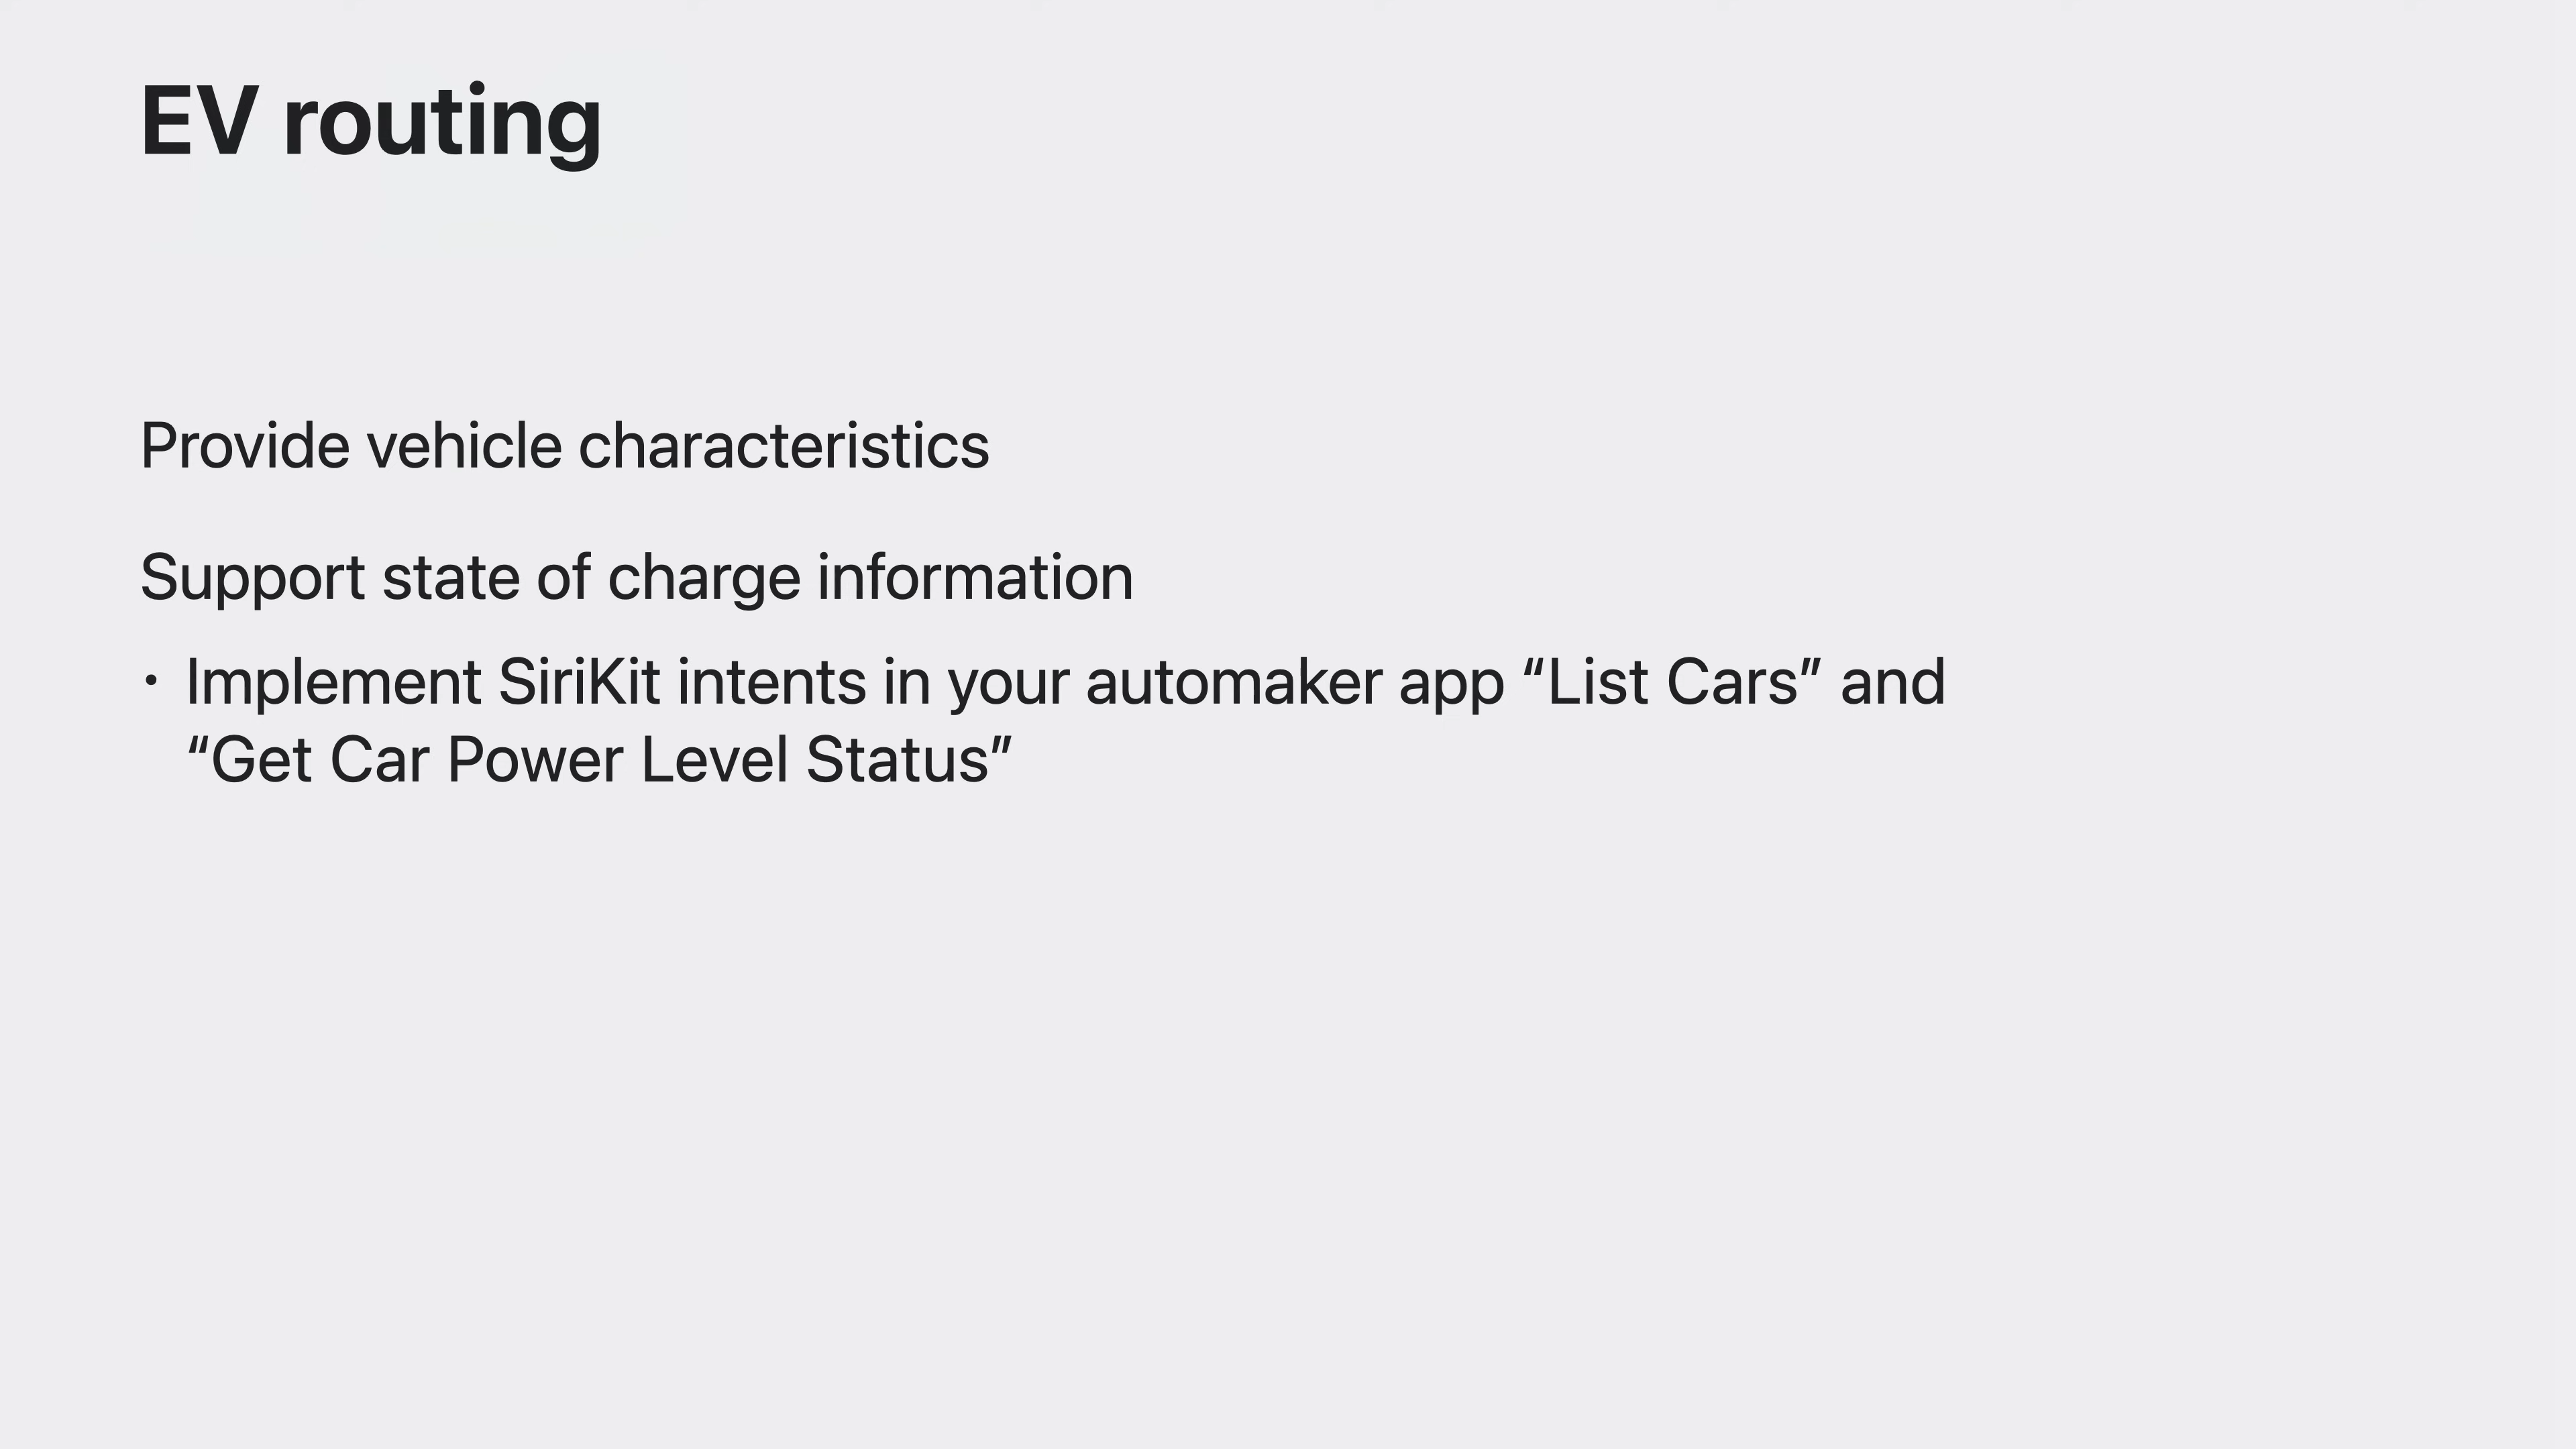 EV routing
Provide vehicle characteristics
Support state of charge information
• Implement SiriKit intents in your automaker app “List Cars” and
“Get Car Power Level Status”